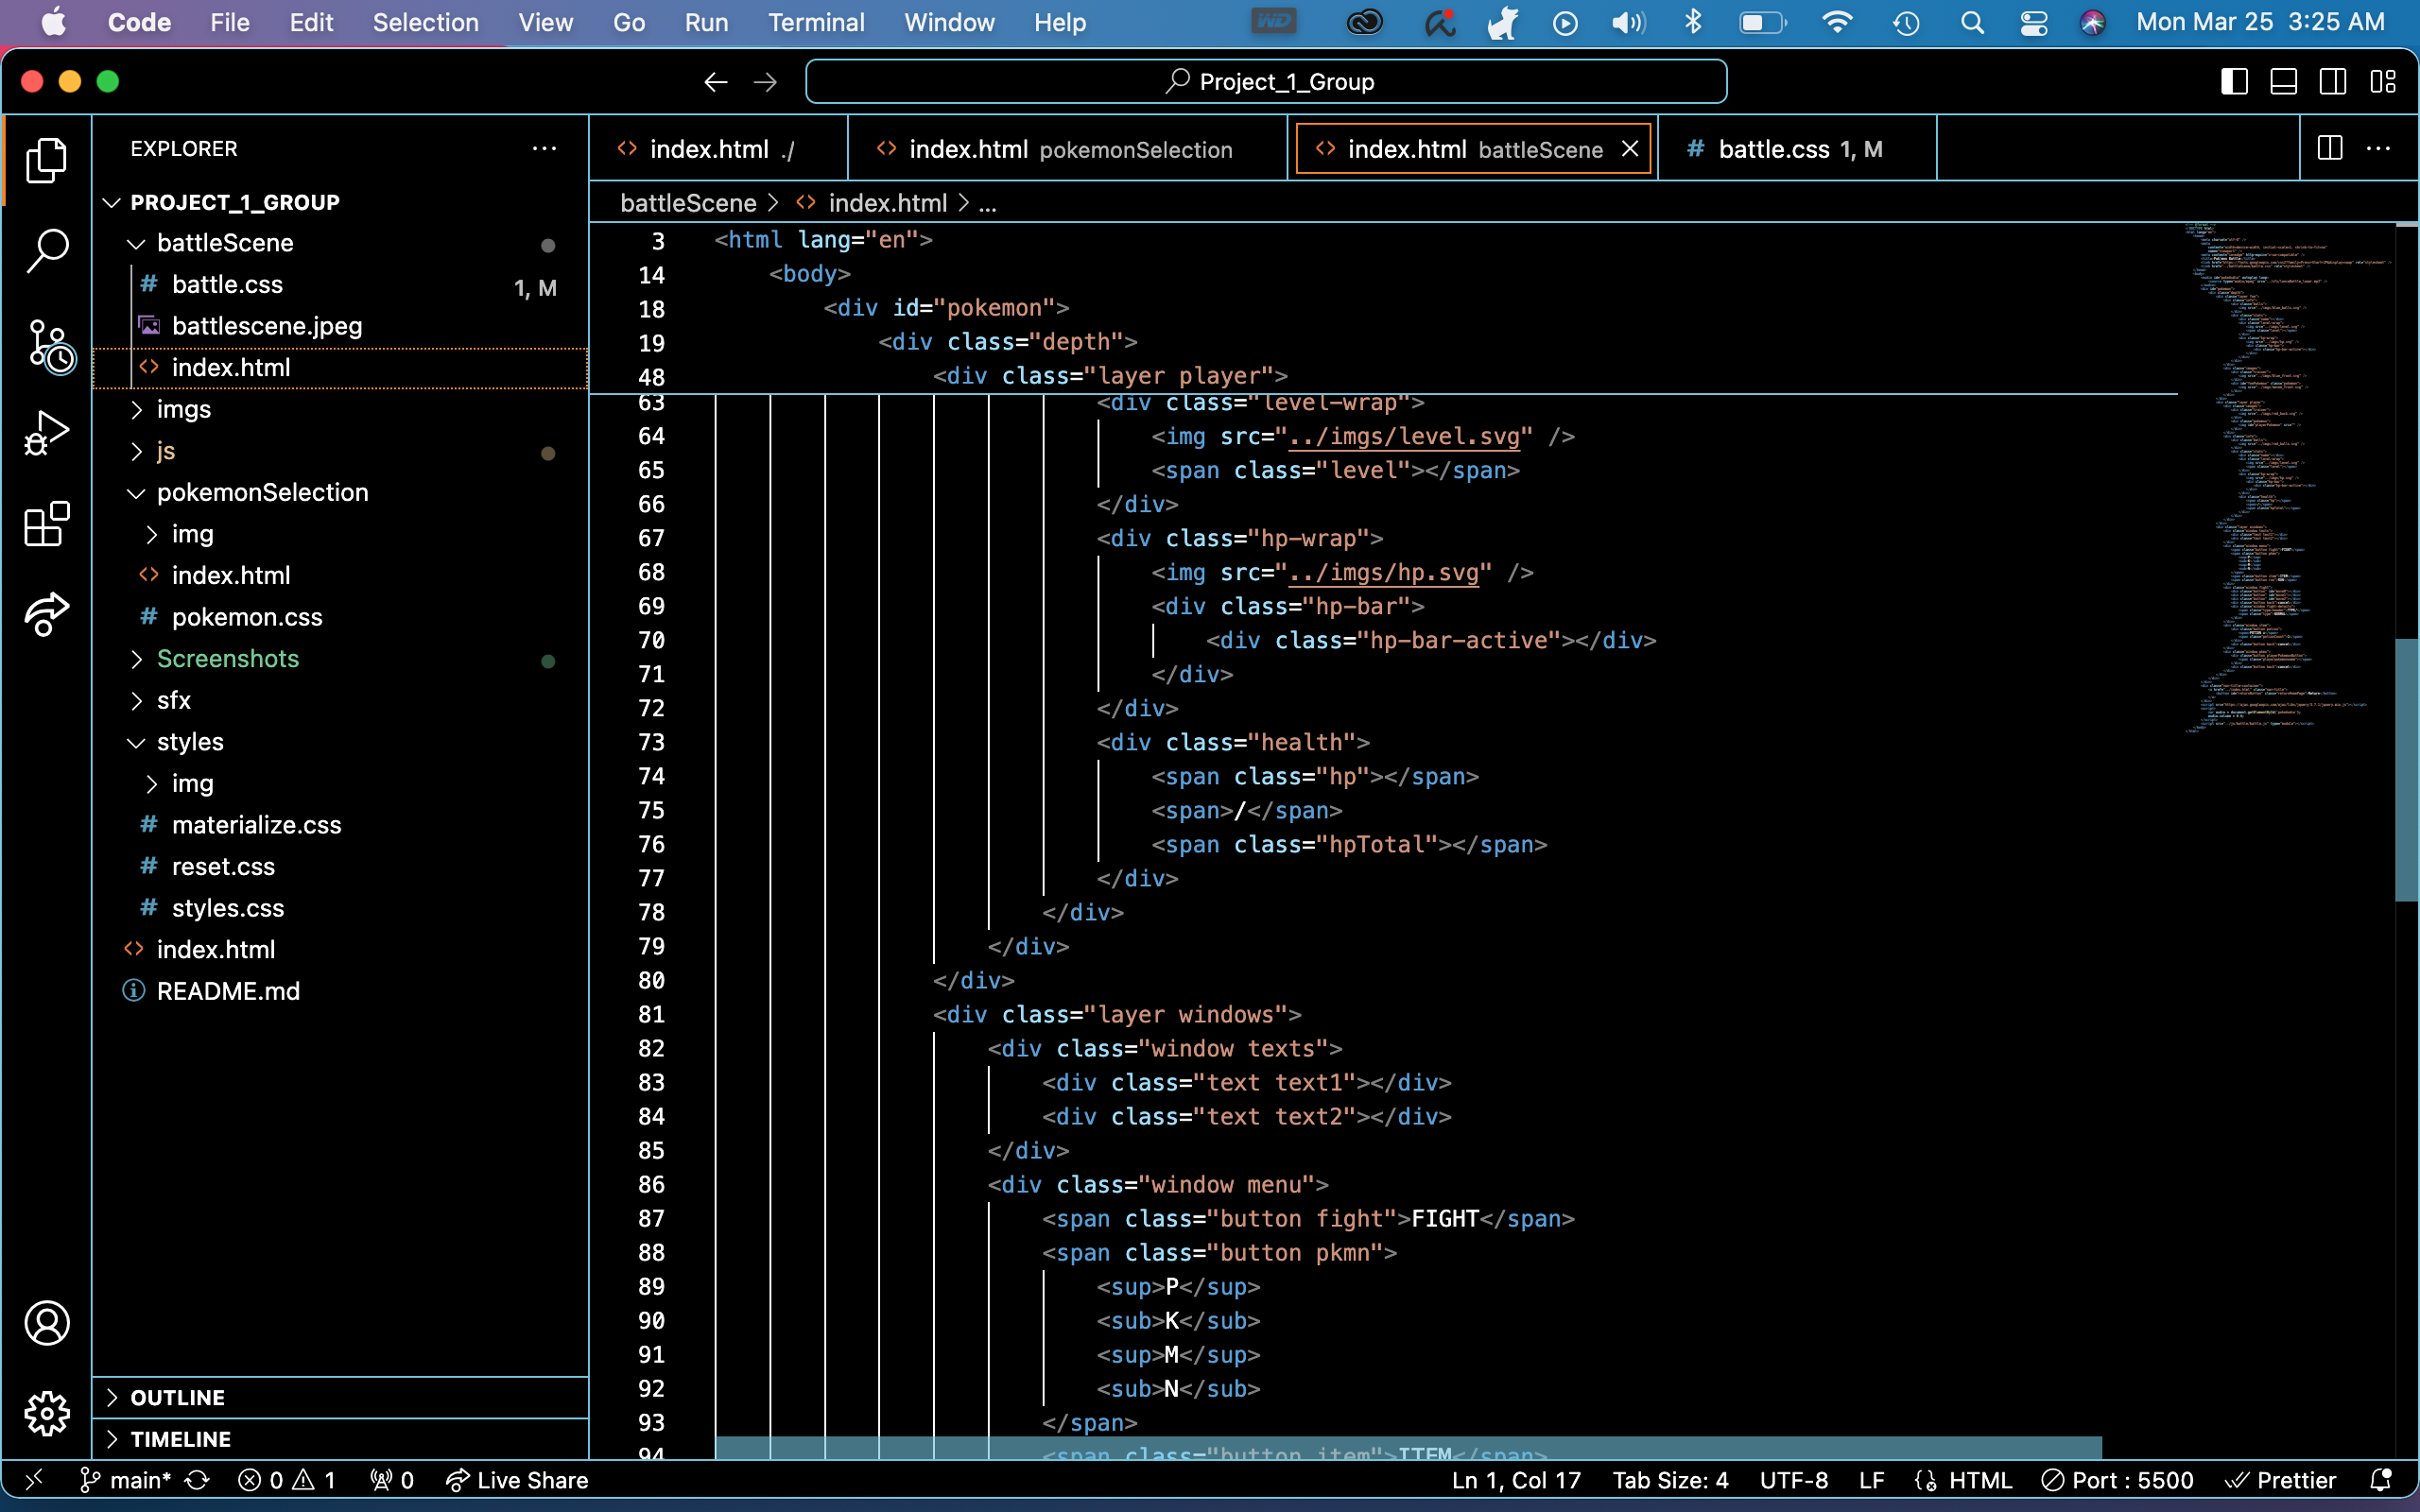 Code File Edit Selection View Go Run Terminal Window Help WD Mon Mar 25 3:25 AM
Project_1_Group
EXPLORER
PROJECT_1_GROUP
battleScene
# battle.css 1, M
battlescene.jpeg
<> index.html
imgs
js
pokemonSelection
img
<> index.html
# pokemon.css
Screenshots
sfx
styles
img
# materialize.css
# reset.css
# styles.css
<> index.html
README.md
OUTLINE
TIMELINE
<> index.html ./ <> index.html pokemonSelection <> index.html battleScene # battle.css 1, M
battleScene > <> index.html > ...
3 <html lang="en">
14 <body>
18 <div id="pokemon">
19 <div class="depth">
48 <div class="layer player">
63 <div class="level-wrap">
64 <img src="../imgs/level.svg" />
65 <span class="level"></span>
66 </div>
67 <div class="hp-wrap">
68 <img src="../imgs/hp.svg" />
69 <div class="hp-bar">
70 <div class="hp-bar-active"></div>
71 </div>
72 </div>
73 <div class="health">
74 <span class="hp"></span>
75 <span>/</span>
76 <span class="hpTotal"></span>
77 </div>
78 </div>
79 </div>
80 </div>
81 <div class="layer windows">
82 <div class="window texts">
83 <div class="text text1"></div>
84 <div class="text text2"></div>
85 </div>
86 <div class="window menu">
87 <span class="button fight">FIGHT</span>
88 <span class="button pkmn">
89 <sup>P</sup>
90 <sub>K</sub>
91 <sup>M</sup>
92 <sub>N</sub>
93 </span>
94 <span class="button item">ITEM</span>
main* 0 1 0 Live Share Ln 1, Col 17 Tab Size: 4 UTF-8 LF HTML Port : 5500 Prettier